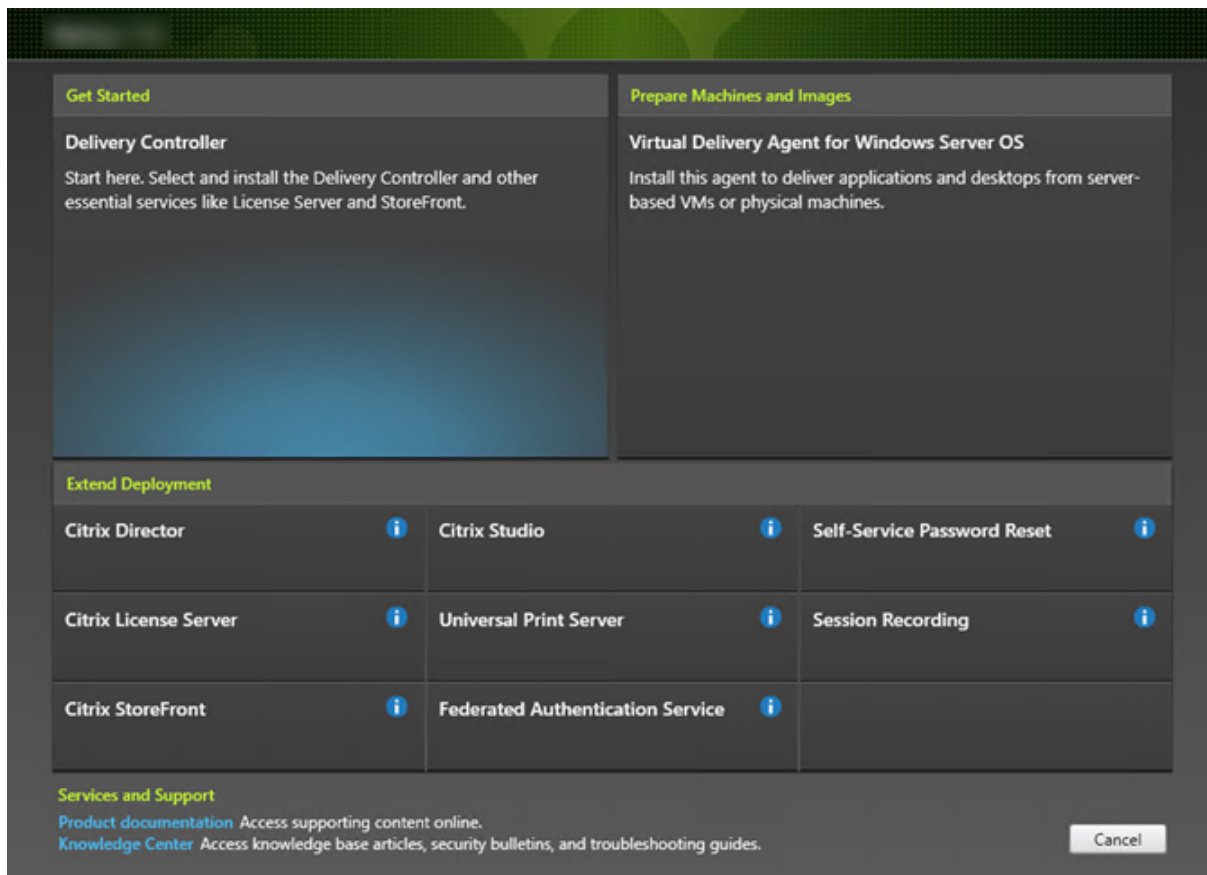 Get Started
Delivery Controller
Start here. Select and install the Delivery Controller and other
essential services like License Server and StoreFront.
Prepare Machines and Images
Virtual Delivery Agent for Windows Server OS
Install this agent to deliver applications and desktops from server-
based VMs or physical machines.
Extend Deployment
Citrix Director
Citrix Studio
Self-Service Password Reset
Citrix License Server
Universal Print Server
Session Recording
Citrix StoreFront
Federated Authentication Service
Services and Support
Product documentation Access supporting content online.
Knowledge Center Access knowledge base articles, security bulletins, and troubleshooting guides.
Cancel